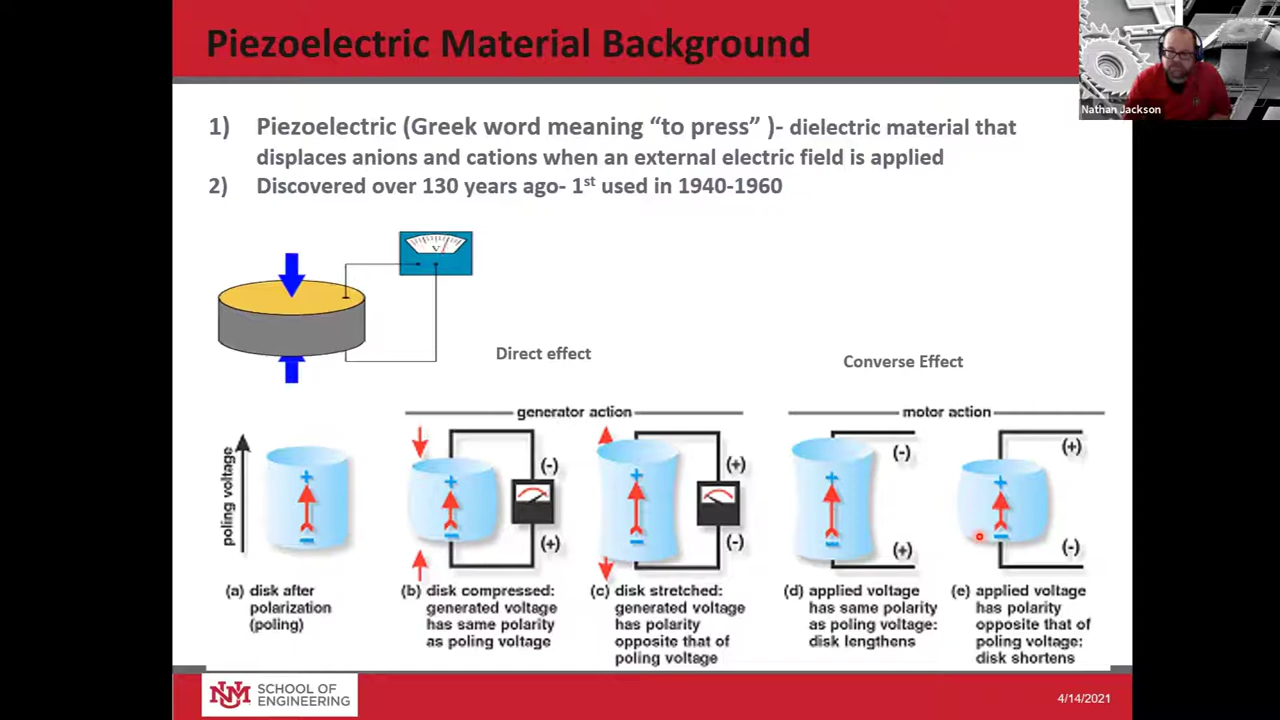 Piezoelectric Material Background
Nathan Jackson
1) Piezoelectric (Greek word meaning “to press” )- dielectric material that
displaces anions and cations when an external electric field is applied
2) Discovered over 130 years ago- 1st used in 1940-1960
V
Direct effect
Converse Effect
generator action
motor action
poling voltage
+
−
+
−
(-)
(+)
+
−
(+)
(-)
+
−
(-)
(+)
+
−
(+)
(-)
(a) disk after
polarization
(poling)
(b) disk compressed:
generated voltage
has same polarity
as poling voltage
(c) disk stretched:
generated voltage
has polarity
opposite that of
poling voltage
(d) applied voltage
has same polarity
as poling voltage:
disk lengthens
(e) applied voltage
has polarity
opposite that of
poling voltage:
disk shortens
UNM
SCHOOL OF
ENGINEERING
4/14/2021